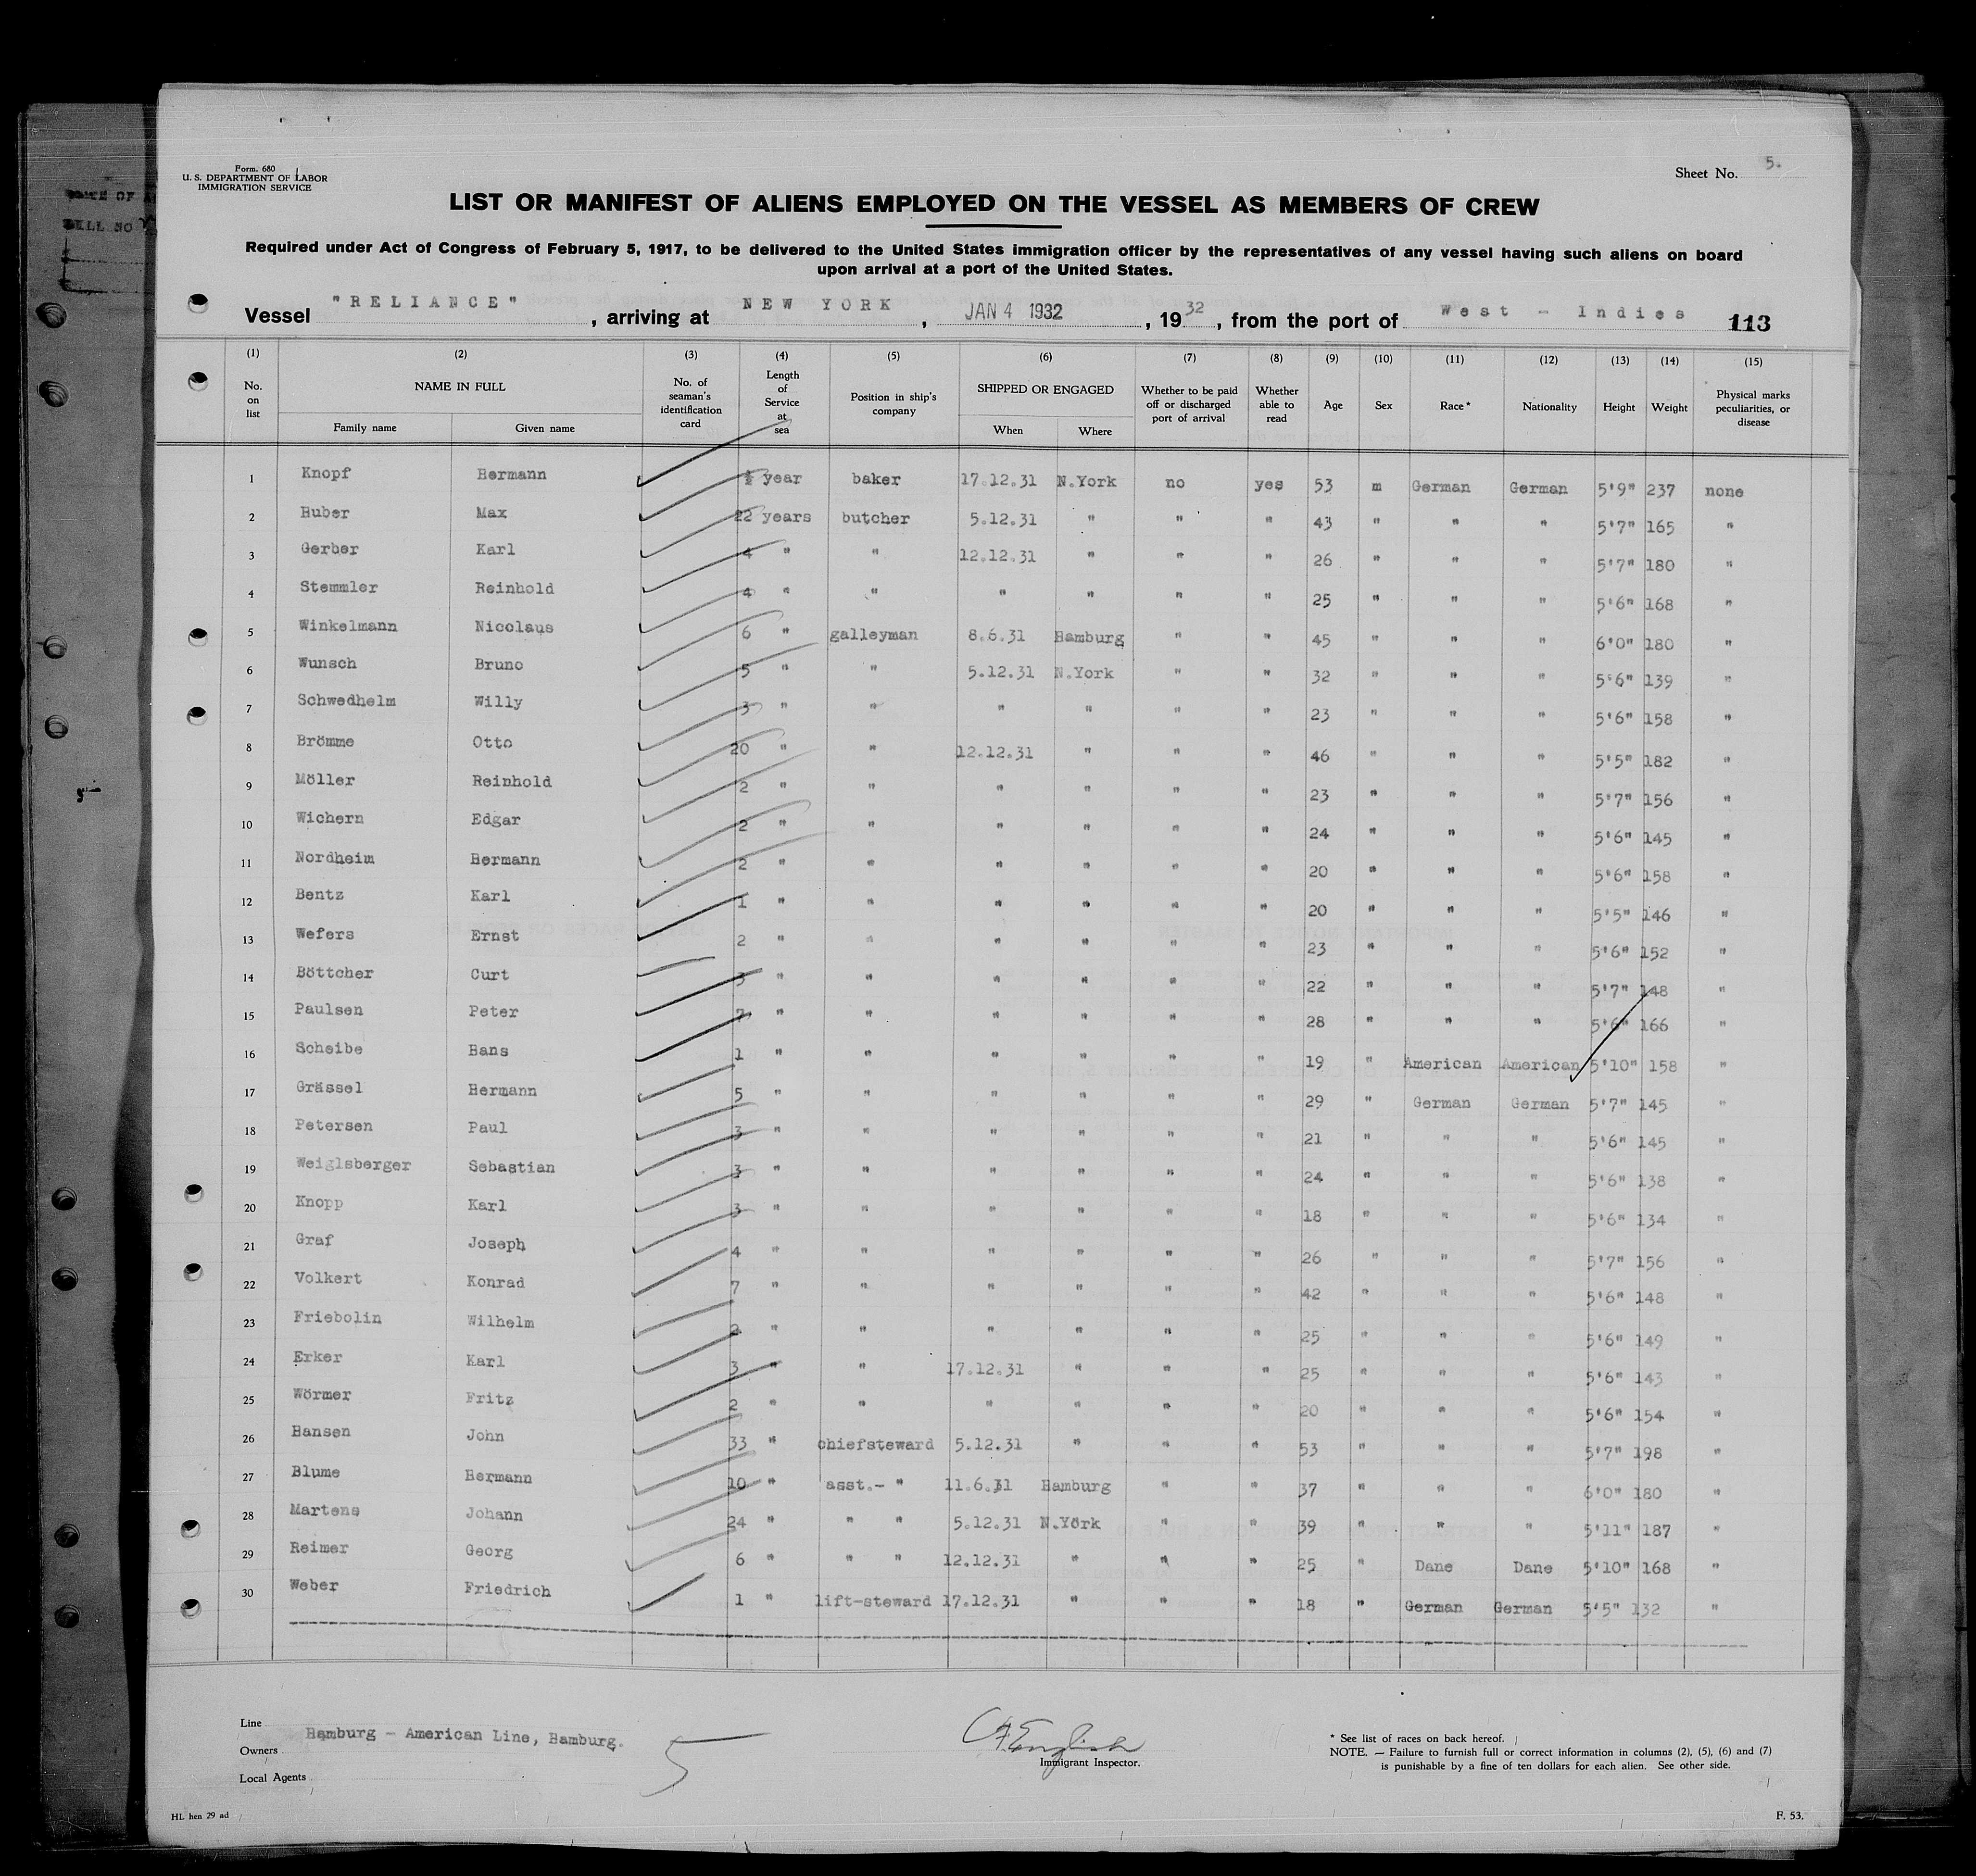 Form. 680
U. S. DEPARTMENT OF LABOR
IMMIGRATION SERVICE
Sheet No. 5.
LIST OR MANIFEST OF ALIENS EMPLOYED ON THE VESSEL AS MEMBERS OF CREW
Required under Act of Congress of February 5, 1917, to be delivered to the United States immigration officer by the representatives of any vessel having such aliens on board
upon arrival at a port of the United States.
Vessel "RELIANCE", arriving at NEW YORK, JAN 4 1932, 1932, from the port of West - Indies 113
(1) (2) (3) (4) (5) (6) (7) (8) (9) (10) (11) (12) (13) (14) (15)
No. on list NAME IN FULL Family name Given name No. of seaman's identification card Length of Service at sea Position in ship's company SHIPPED OR ENGAGED When Where Whether to be paid off or discharged port of arrival Whether able to read Age Sex Race * Nationality Height Weight Physical marks peculiarities, or disease
1 Knopf Hermann ½ year baker 17.12.31 N.York no yes 53 m German German 5'9" 237 none
2 Huber Max 22 years butcher 5.12.31 " " " 43 " " " 5'7" 165 "
3 Gerber Karl 4 " " 12.12.31 " " " 26 " " " 5'7" 180 "
4 Stemmler Reinhold 4 " " " " " " 25 " " " 5'6" 168 "
5 Winkelmann Nicolaus 6 " galleyman 8.6.31 Hamburg " " 45 " " " 6'0" 180 "
6 Wunsch Bruno 5 " " 5.12.31 N.York " " 32 " " " 5'6" 139 "
7 Schwedhelm Willy 3 " " " " " " 23 " " " 5'6" 158 "
8 Brömme Otto 20 " " 12.12.31 " " " 46 " " " 5'5" 182 "
9 Möller Reinhold 2 " " " " " " 23 " " " 5'7" 156 "
10 Wichern Edgar 2 " " " " " " 24 " " " 5'6" 145 "
11 Nordheim Hermann 2 " " " " " " 20 " " " 5'6" 158 "
12 Bentz Karl 1 " " " " " " 20 " " " 5'5" 146 "
13 Wefers Ernst 2 " " " " " " 23 " " " 5'6" 152 "
14 Böttcher Curt 3 " " " " " " 22 " " " 5'7" 148 "
15 Paulsen Peter 7 " " " " " " 28 " " " 5'6" 166 "
16 Scheibe Hans 1 " " " " " " 19 " American American 5'10" 158 "
17 Grässel Hermann 5 " " " " " " 29 " German German 5'7" 145 "
18 Petersen Paul 3 " " " " " " 21 " " " 5'6" 145 "
19 Weiglsberger Sebastian 3 " " " " " " 24 " " " 5'6" 138 "
20 Knopp Karl 3 " " " " " " 18 " " " 5'6" 134 "
21 Graf Joseph 4 " " " " " " 26 " " " 5'7" 156 "
22 Volkert Konrad 7 " " " " " " 42 " " " 5'6" 148 "
23 Friebolin Wilhelm 2 " " " " " " 25 " " " 5'6" 149 "
24 Erker Karl 3 " " 17.12.31 " " " 25 " " " 5'6" 143 "
25 Wörmer Fritz 2 " " " " " " 20 " " " 5'6" 154 "
26 Hansen John 33 " chiefsteward 5.12.31 " " " 53 " " " 5'7" 198 "
27 Blume Hermann 10 " asst.- " 11.6.31 Hamburg " " 37 " " " 6'0" 180 "
28 Martens Johann 24 " " " 5.12.31 N.York " " 39 " " " 5'11" 187 "
29 Reimer Georg 6 " " " 12.12.31 " " " 25 " Dane Dane 5'10" 168 "
30 Weber Friedrich 1 " lift-steward 17.12.31 " " " 18 " German German 5'5" 132 "
Line
Owners Hamburg - American Line, Hamburg.
Local Agents
5
English
Immigrant Inspector.
* See list of races on back hereof.
NOTE. — Failure to furnish full or correct information in columns (2), (5), (6) and (7)
is punishable by a fine of ten dollars for each alien. See other side.
HL hen 29 ad
F. 53.